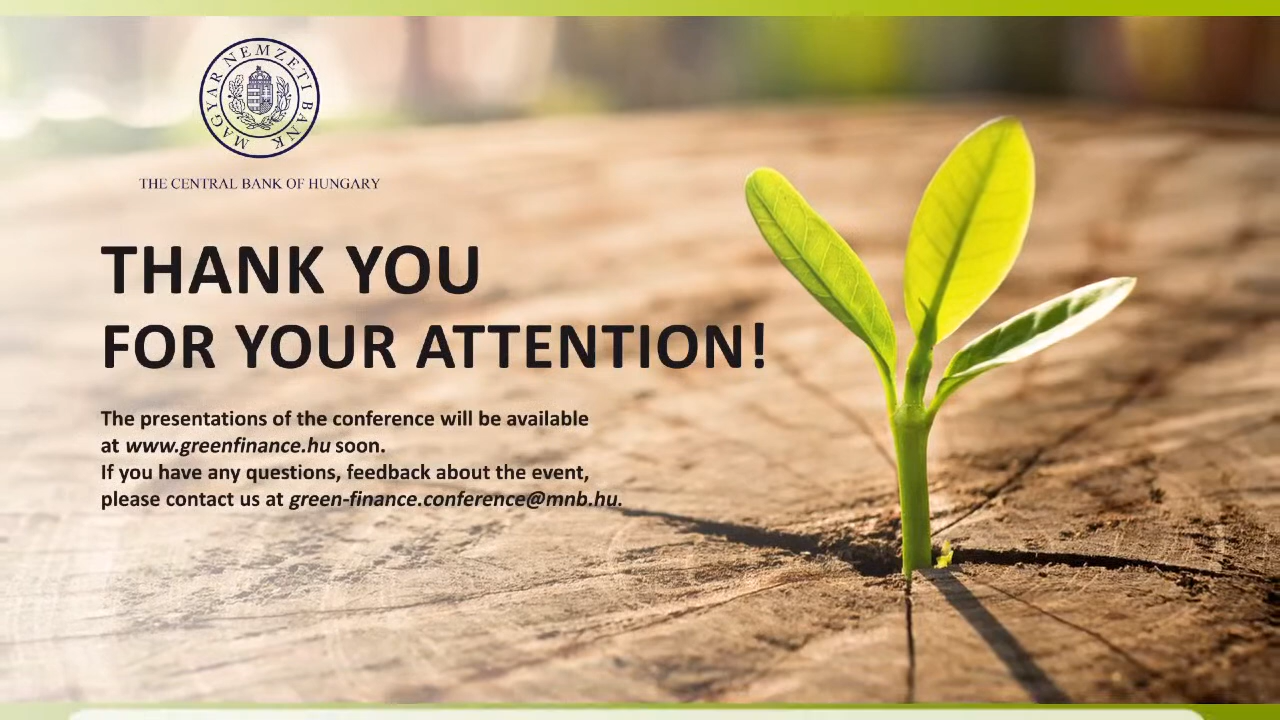 MAGYAR NEMZETI BANK
THE CENTRAL BANK OF HUNGARY
THANK YOU
FOR YOUR ATTENTION!
The presentations of the conference will be available
at www.greenfinance.hu soon.
If you have any questions, feedback about the event,
please contact us at green-finance.conference@mnb.hu.